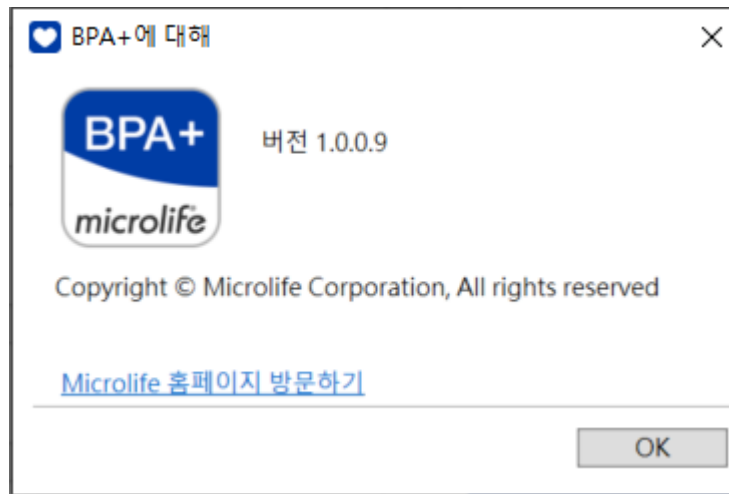 BPA+에 대해
BPA+
microlife
버전 1.0.0.9
Copyright © Microlife Corporation, All rights reserved
Microlife 홈페이지 방문하기
OK